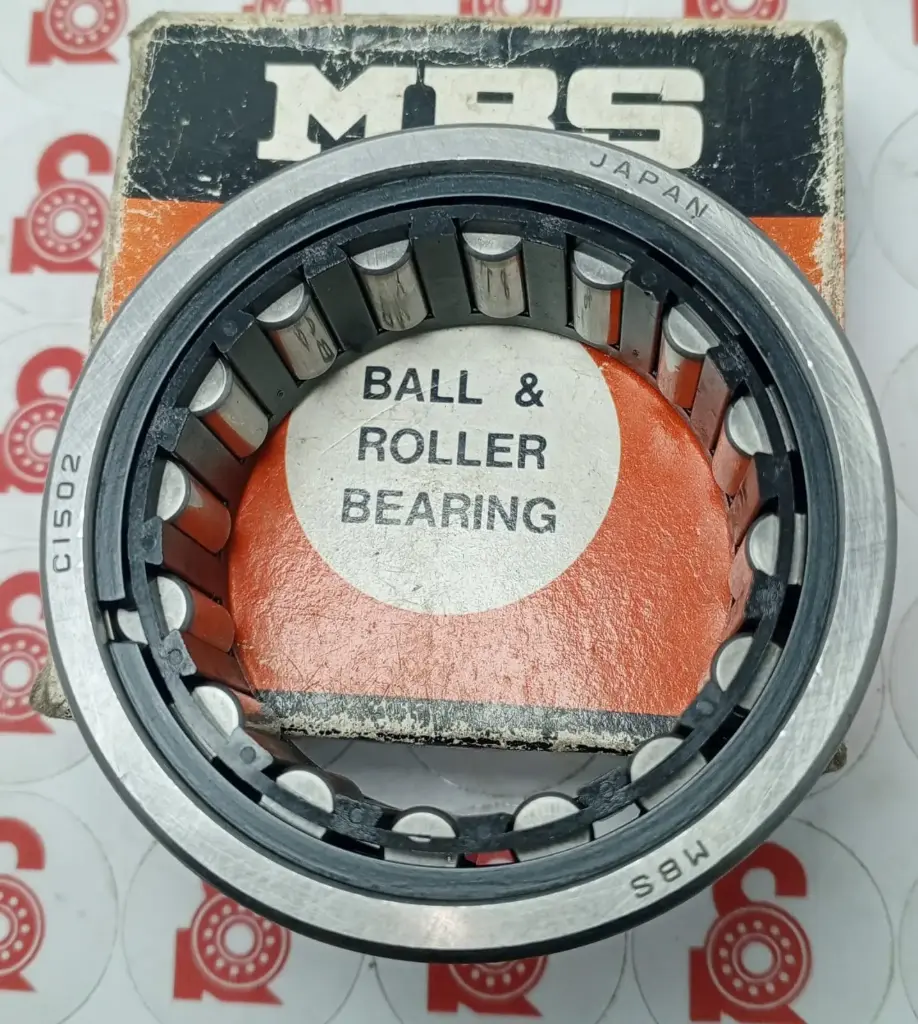 MBS
JAPAN
BALL &
ROLLER
BEARING
C1502
MBS